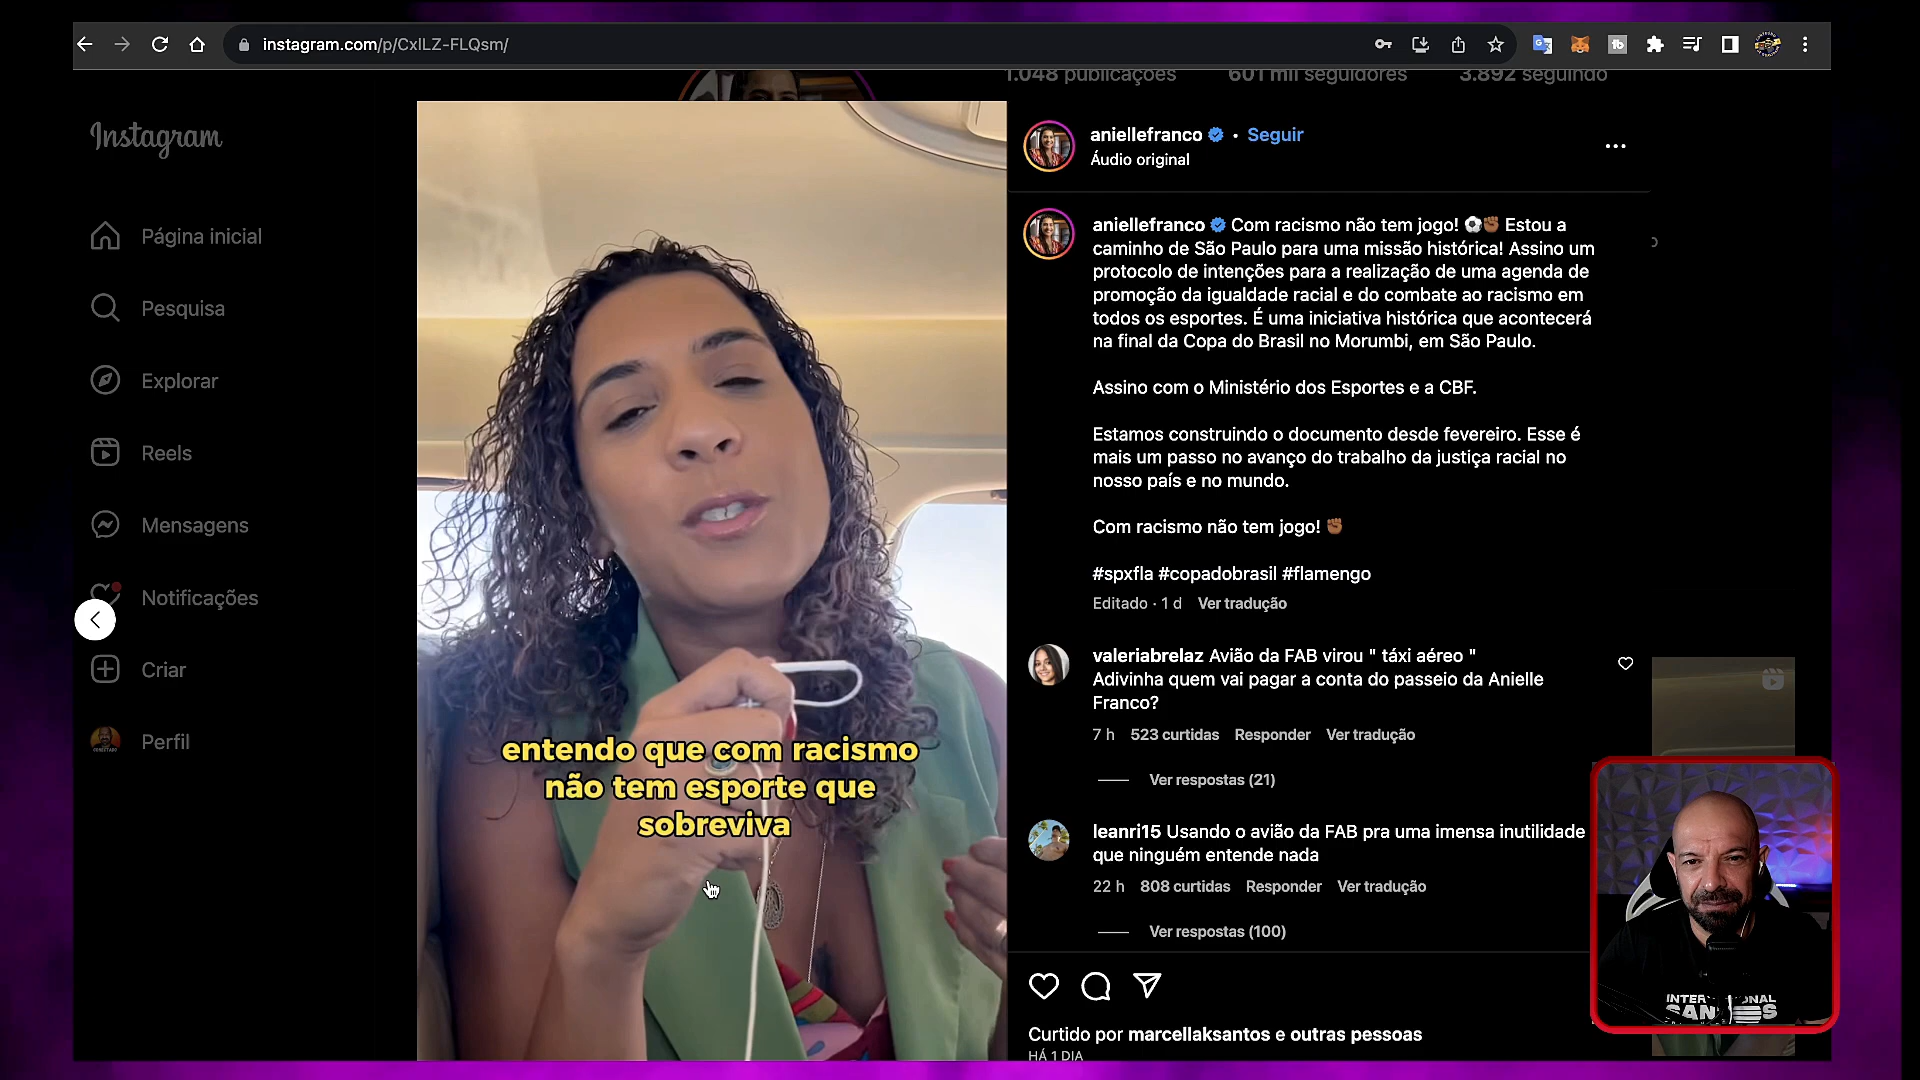 instagram.com/p/CxlLZ-FLQsm/
1.048 publicações 601 mil seguidores 3.892 seguindo
Instagram
Página inicial
Pesquisa
Explorar
Reels
Mensagens
Notificações
Criar
Perfil
entendo que com racismo
não tem esporte que
sobreviva
aniellefranco • Seguir
Áudio original
aniellefranco Com racismo não tem jogo! ⚽✊🏾 Estou a
caminho de São Paulo para uma missão histórica! Assino um
protocolo de intenções para a realização de uma agenda de
promoção da igualdade racial e do combate ao racismo em
todos os esportes. É uma iniciativa histórica que acontecerá
na final da Copa do Brasil no Morumbi, em São Paulo.
Assino com o Ministério dos Esportes e a CBF.
Estamos construindo o documento desde fevereiro. Esse é
mais um passo no avanço do trabalho da justiça racial no
nosso país e no mundo.
Com racismo não tem jogo! ✊🏾
#spxfla #copadobrasil #flamengo
Editado · 1 d Ver tradução
valeriabrelaz Avião da FAB virou " táxi aéreo "
Adivinha quem vai pagar a conta do passeio da Anielle
Franco?
7 h 523 curtidas Responder Ver tradução
Ver respostas (21)
leanri15 Usando o avião da FAB pra uma imensa inutilidade
que ninguém entende nada
22 h 808 curtidas Responder Ver tradução
Ver respostas (100)
Curtido por marcellaksantos e outras pessoas
HÁ 1 DIA